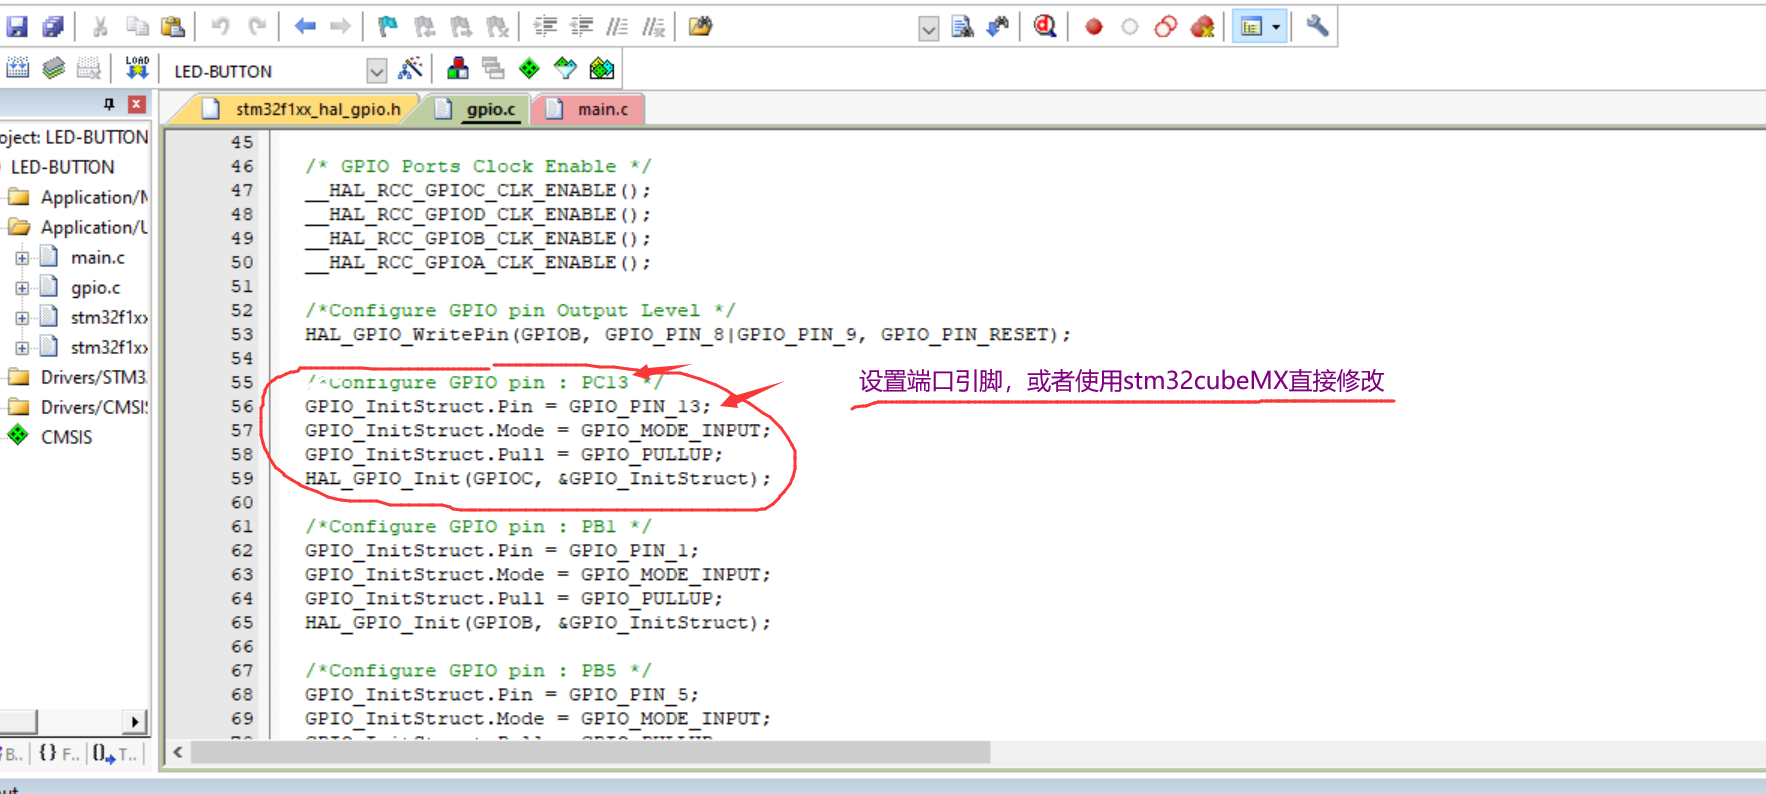 LOAD
LED-BUTTON
stm32f1xx_hal_gpio.h
gpio.c
main.c
oject: LED-BUTTON
LED-BUTTON
Application/M
Application/U
main.c
gpio.c
stm32f1xx
stm32f1xx
Drivers/STM3
Drivers/CMSI
CMSIS
B..
{} F..
T..
45
46 /* GPIO Ports Clock Enable */
47 __HAL_RCC_GPIOC_CLK_ENABLE();
48 __HAL_RCC_GPIOD_CLK_ENABLE();
49 __HAL_RCC_GPIOB_CLK_ENABLE();
50 __HAL_RCC_GPIOA_CLK_ENABLE();
51
52 /*Configure GPIO pin Output Level */
53 HAL_GPIO_WritePin(GPIOB, GPIO_PIN_8|GPIO_PIN_9, GPIO_PIN_RESET);
54
55 /*Configure GPIO pin : PC13 */
56 GPIO_InitStruct.Pin = GPIO_PIN_13;
57 GPIO_InitStruct.Mode = GPIO_MODE_INPUT;
58 GPIO_InitStruct.Pull = GPIO_PULLUP;
59 HAL_GPIO_Init(GPIOC, &GPIO_InitStruct);
60
61 /*Configure GPIO pin : PB1 */
62 GPIO_InitStruct.Pin = GPIO_PIN_1;
63 GPIO_InitStruct.Mode = GPIO_MODE_INPUT;
64 GPIO_InitStruct.Pull = GPIO_PULLUP;
65 HAL_GPIO_Init(GPIOB, &GPIO_InitStruct);
66
67 /*Configure GPIO pin : PB5 */
68 GPIO_InitStruct.Pin = GPIO_PIN_5;
69 GPIO_InitStruct.Mode = GPIO_MODE_INPUT;
设置端口引脚，或者使用stm32cubeMX直接修改